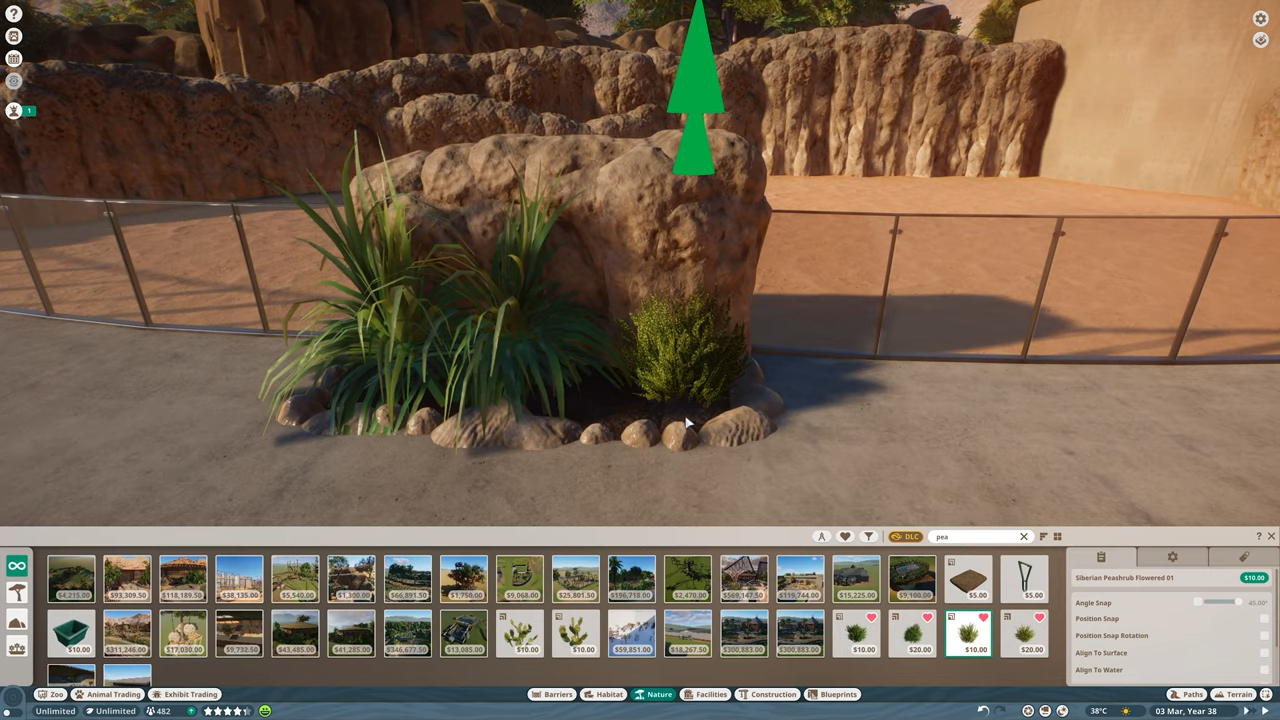 1
DLC
pea
$4,215.00
$93,309.50
$118,189.50
$38,135.00
$5,540.00
$1,300.00
$66,891.50
$1,750.00
$9,068.00
$25,801.50
$196,718.00
$2,470.00
$569,147.50
$119,744.00
$15,225.00
$9,100.00
$5.00
$5.00
$10.00
$311,246.00
$17,030.00
$9,732.50
$43,485.00
$41,285.00
$346,677.50
$13,085.00
$10.00
$10.00
$59,851.00
$18,267.50
$300,883.00
$300,883.00
$10.00
$20.00
$10.00
$20.00
Siberian Peashrub Flowered 01
$10.00
Angle Snap
45.00°
Position Snap
Position Snap Rotation
Align To Surface
Align To Water
Zoo
Animal Trading
Exhibit Trading
Barriers
Habitat
Nature
Facilities
Construction
Blueprints
Paths
Terrain
Unlimited
Unlimited
482
38°C
03 Mar, Year 38